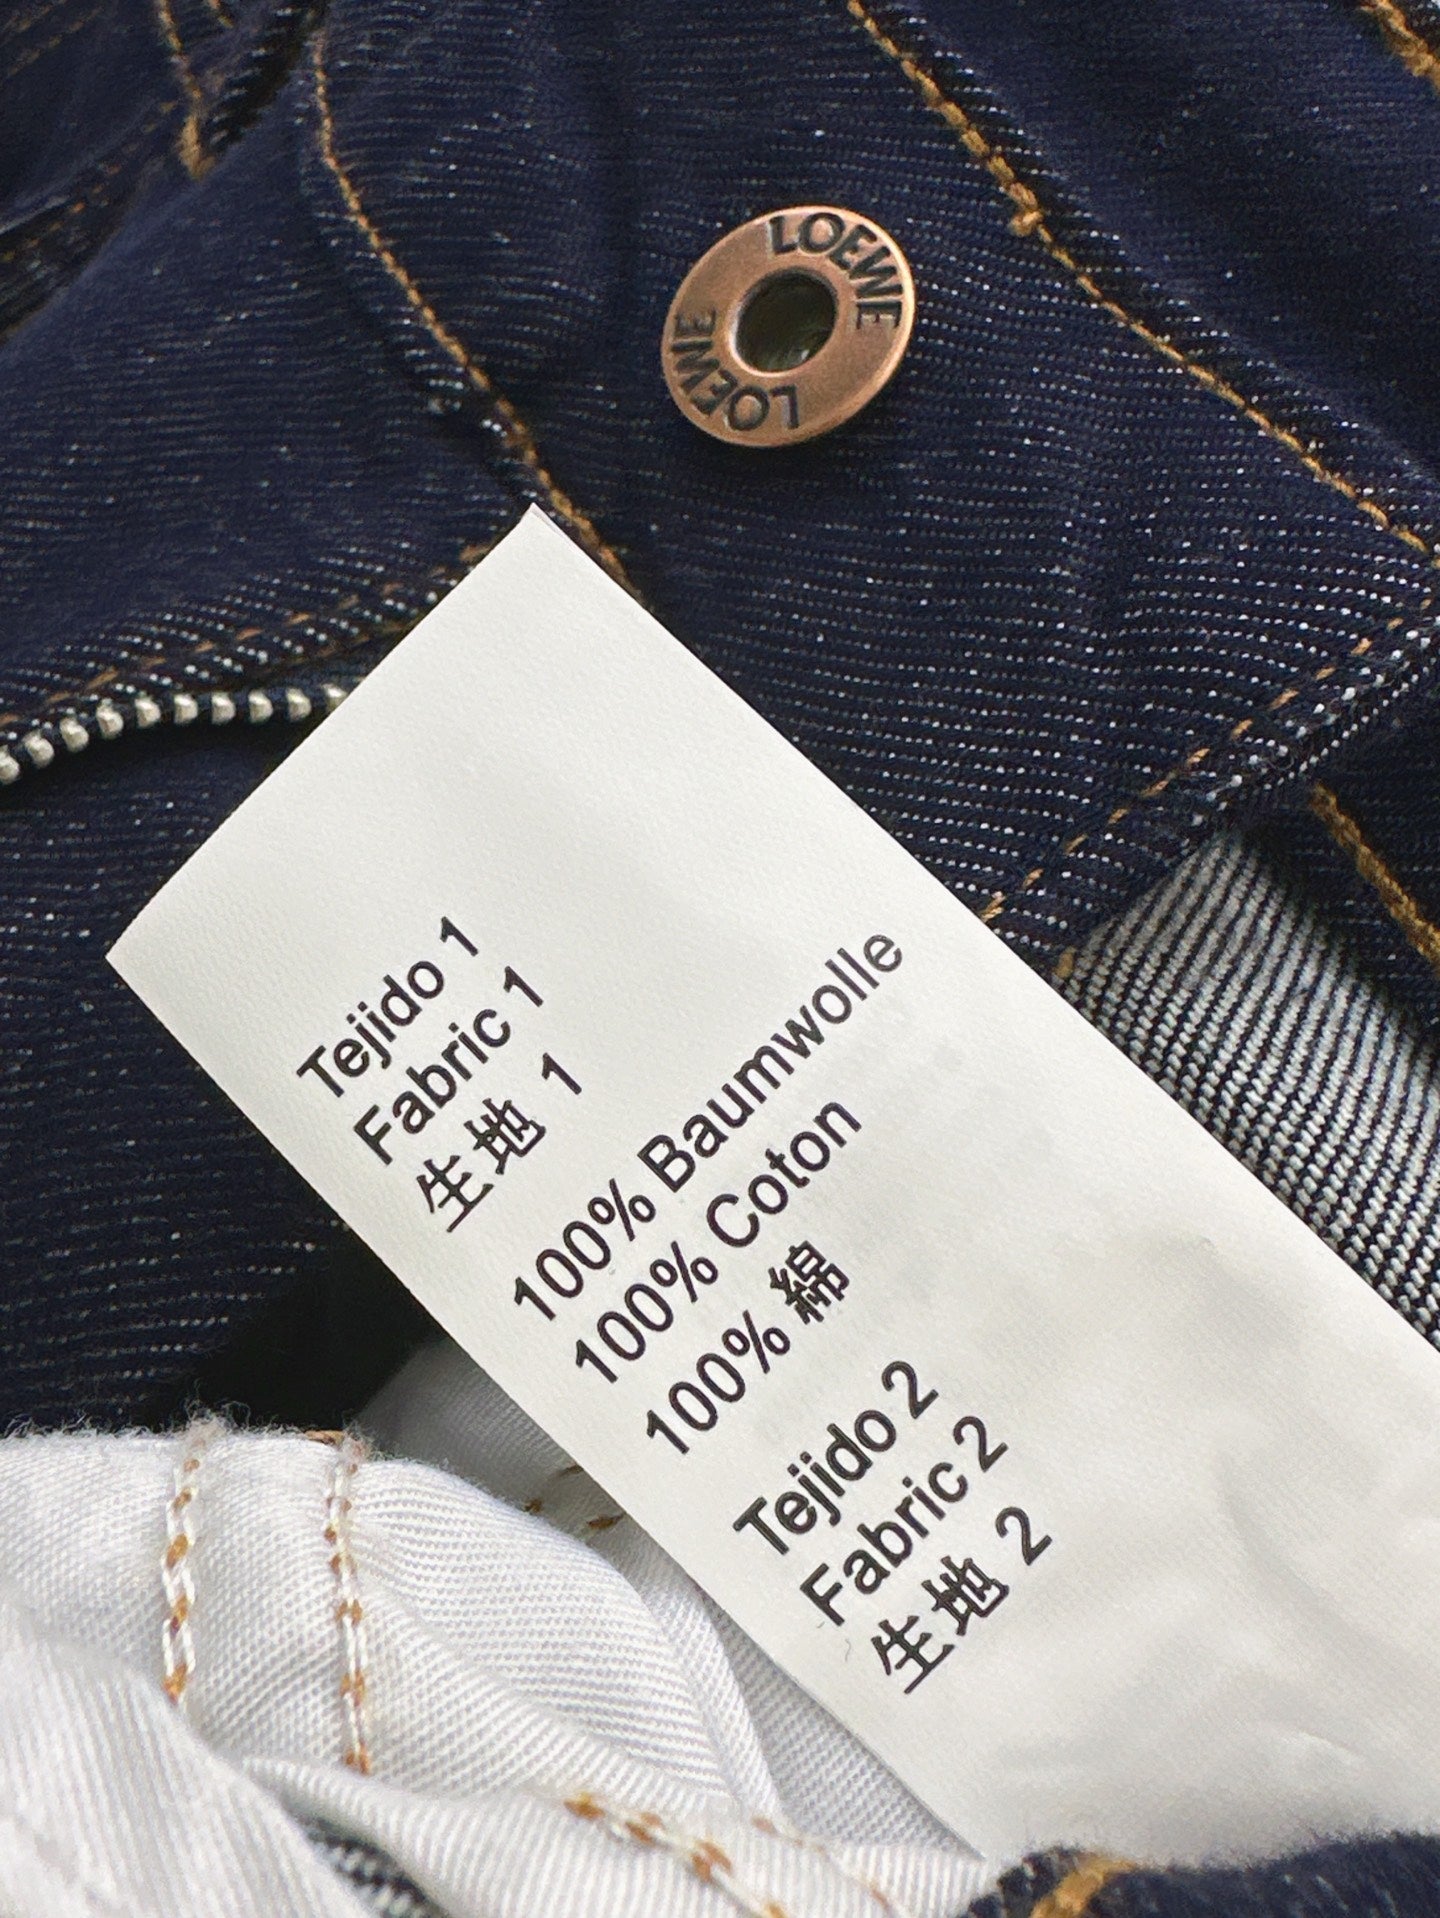 LOEWE
LOEWE
Tejido 1
Fabric 1
生地 1
100% Baumwolle
100% Coton
100% 綿
Tejido 2
Fabric 2
生地 2